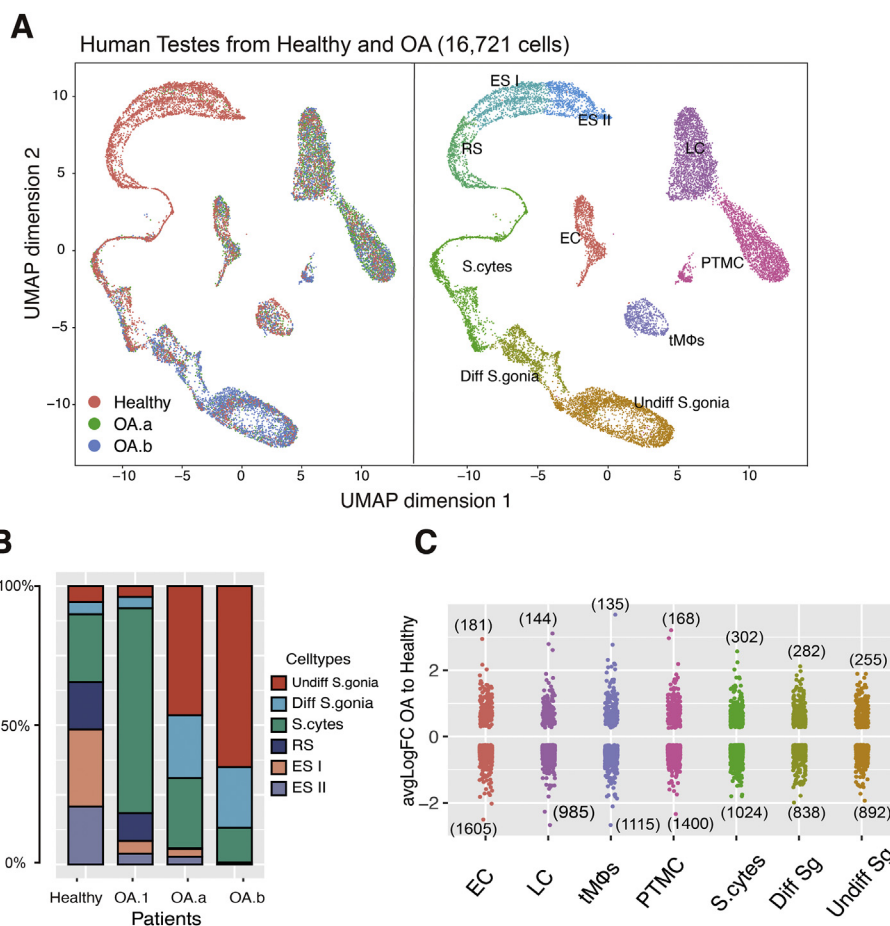 A
Human Testes from Healthy and OA (16,721 cells)
UMAP dimension 2
10
5
0
−5
−10
Healthy
OA.a
OA.b
ES I
ES II
RS
LC
EC
PTMC
S.cytes
tMΦs
Diff S.gonia
Undiff S.gonia
−10 −5 0 5 10 −10 −5 0 5 10
UMAP dimension 1
B
100%
50%
0%
Healthy OA.1 OA.a OA.b
Patients
Celltypes
Undiff S.gonia
Diff S.gonia
S.cytes
RS
ES I
ES II
C
avgLogFC OA to Healthy
2
0
−2
(181) (144) (135) (168) (302) (282) (255)
(1605) (985) (1115) (1400) (1024) (838) (892)
EC LC tMΦs PTMC S.cytes Diff Sg Undiff Sg